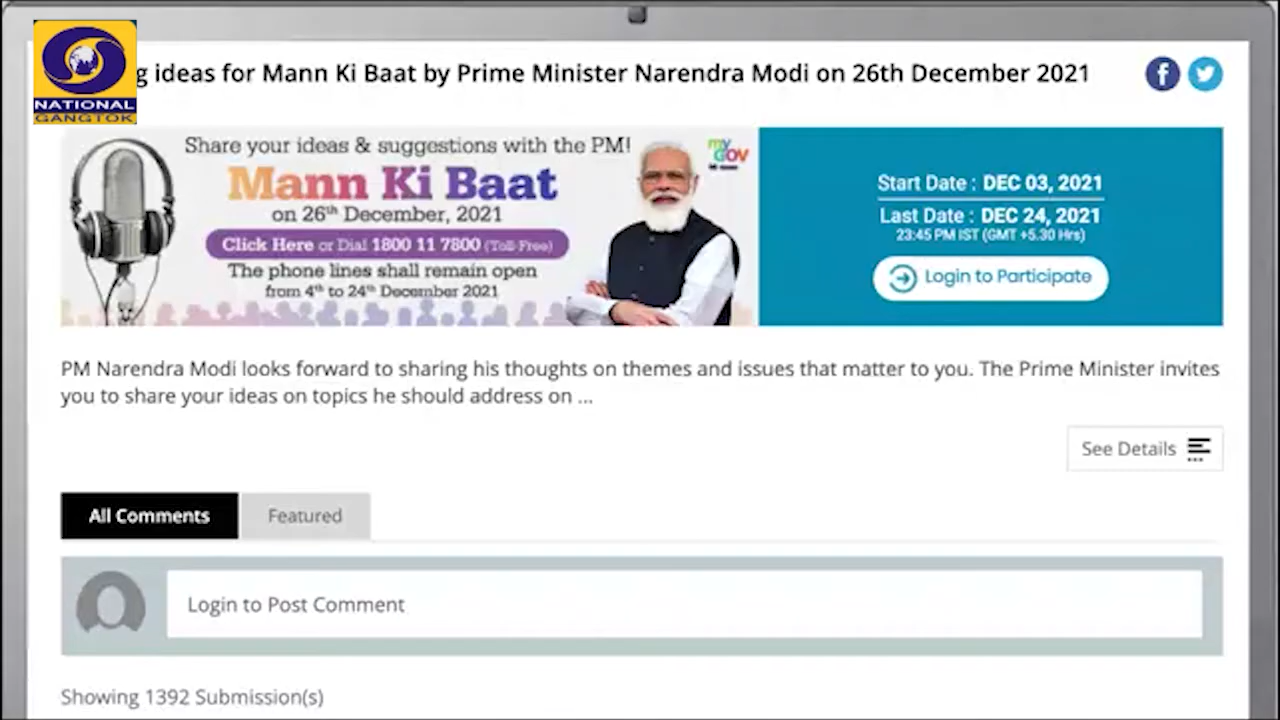 NATIONAL
GANGTOK
g ideas for Mann Ki Baat by Prime Minister Narendra Modi on 26th December 2021
Share your ideas & suggestions with the PM!
my
GOV
Mann Ki Baat
on 26th December, 2021
Click Here or Dial 1800 11 7800 (Toll-Free)
The phone lines shall remain open
from 4th to 24th December 2021
Start Date : DEC 03, 2021
Last Date : DEC 24, 2021
23:45 PM IST (GMT +5.30 Hrs)
Login to Participate
PM Narendra Modi looks forward to sharing his thoughts on themes and issues that matter to you. The Prime Minister invites
you to share your ideas on topics he should address on ...
See Details
All Comments
Featured
Login to Post Comment
Showing 1392 Submission(s)